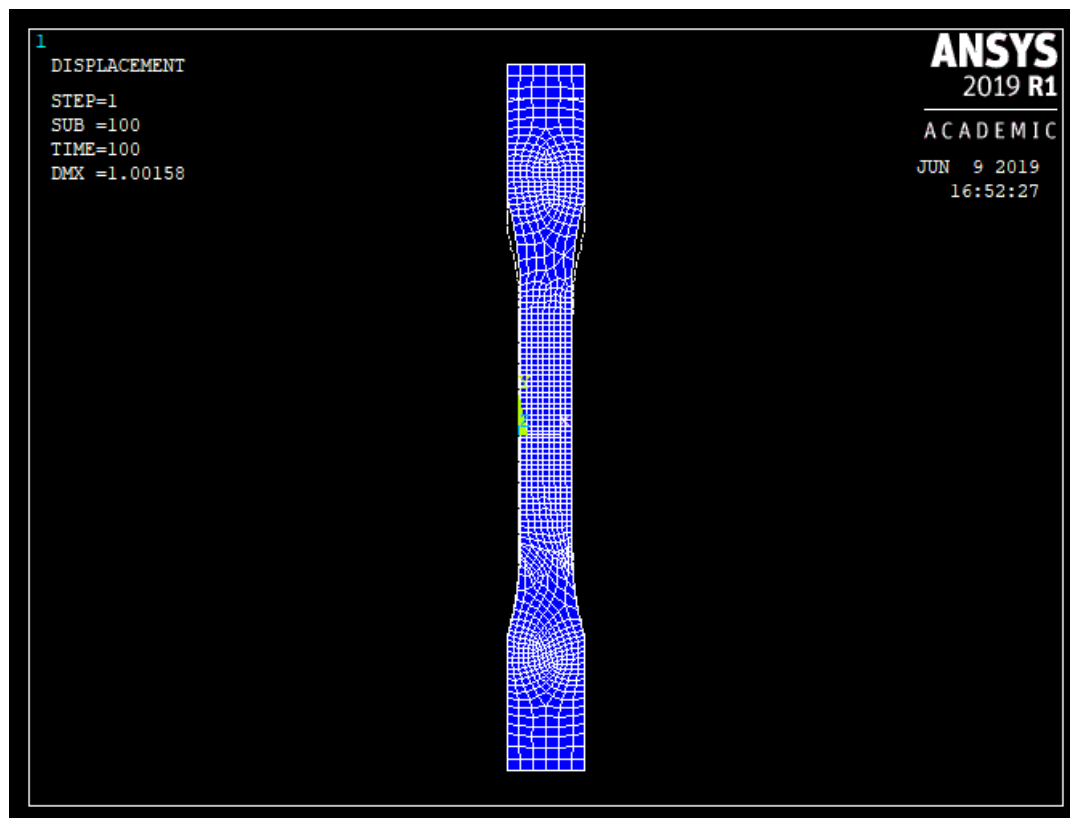 1
DISPLACEMENT
STEP=1
SUB =100
TIME=100
DMX =1.00158
ANSYS
2019 R1
ACADEMIC
JUN 9 2019
16:52:27
X